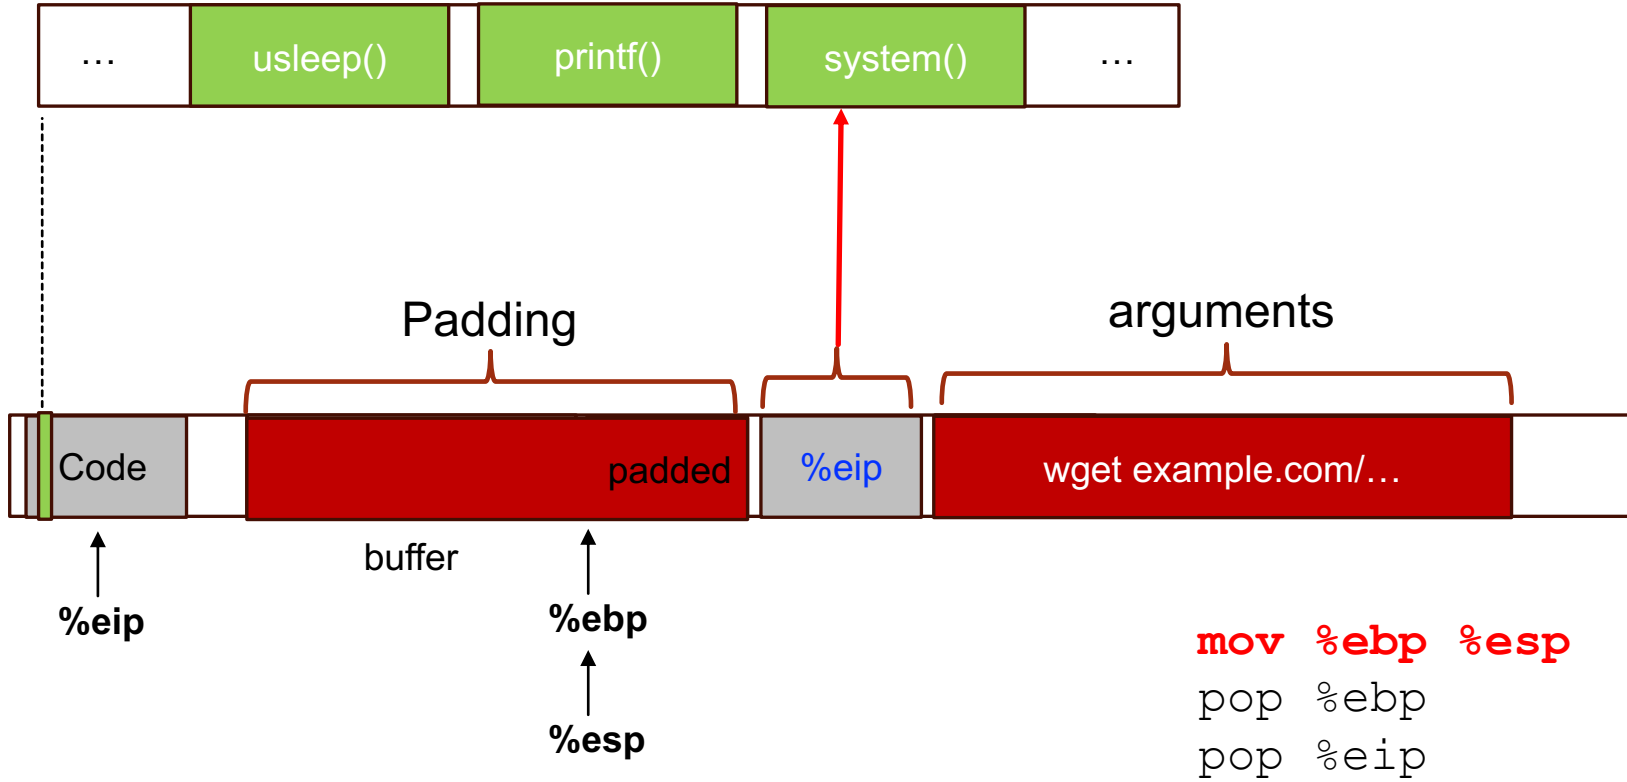 … usleep() printf() system() …
Padding
arguments
Code
padded
%eip
wget example.com/…
buffer
%eip
%ebp
%esp
mov %ebp %esp
pop %ebp
pop %eip